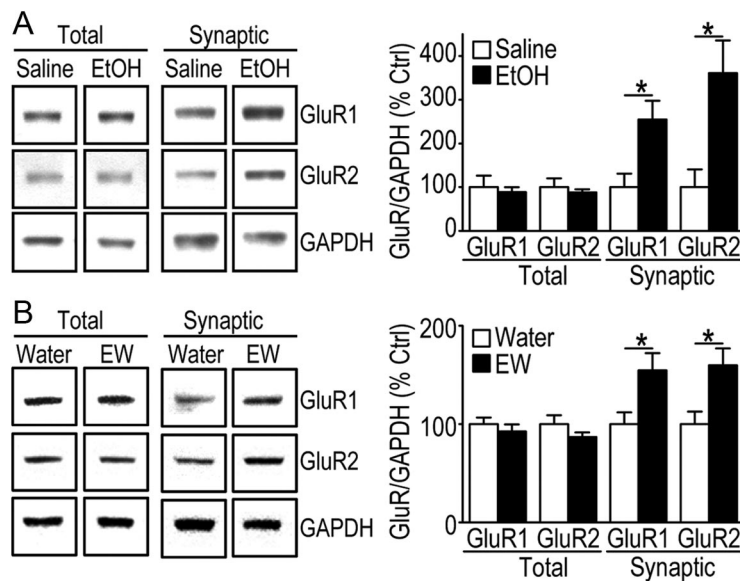 A
Total Synaptic
Saline EtOH Saline EtOH
GluR1
GluR2
GAPDH
GluR/GAPDH (% Ctrl)
400
300
200
100
0
Saline
EtOH
* *
GluR1 GluR2 GluR1 GluR2
Total Synaptic
B
Total Synaptic
Water EW Water EW
GluR1
GluR2
GAPDH
GluR/GAPDH (% Ctrl)
200
100
0
Water
EW
* *
GluR1 GluR2 GluR1 GluR2
Total Synaptic